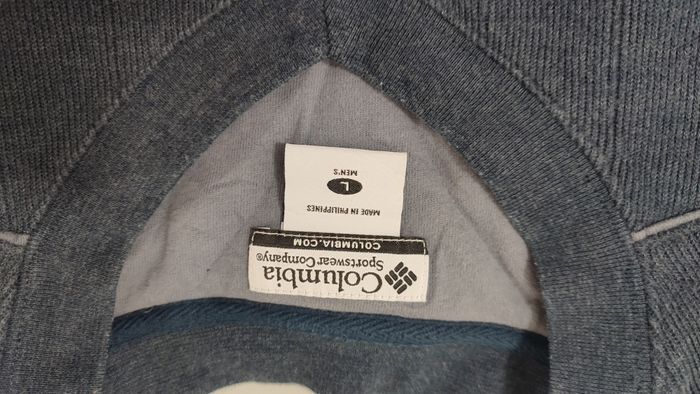 Columbia
Sportswear Company®
COLUMBIA.COM
MADE IN PHILIPPINES
L
MEN'S